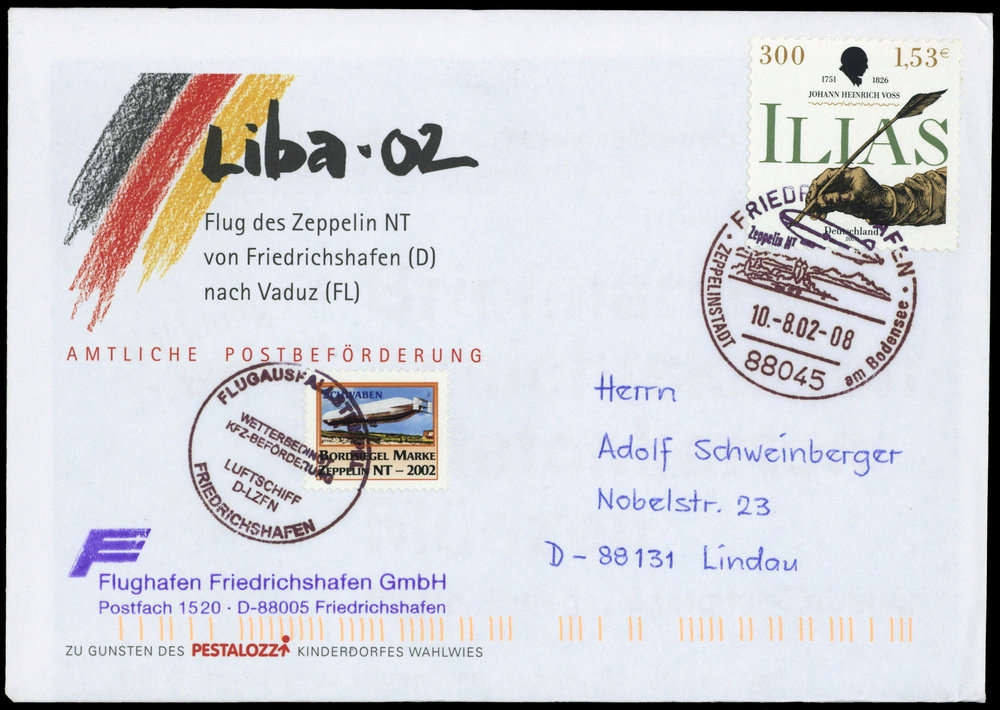 Liba·02
Flug des Zeppelin NT
von Friedrichshafen (D)
nach Vaduz (FL)
AMTLICHE POSTBEFÖRDERUNG
300 1,53€
1751 1826
JOHANN HEINRICH VOSS
ILIAS
Deutschland
Zeppelin NT
ZEPPELINSTADT
10.-8.02-08
88045
am Bodensee
SCHWABEN
BORDSIEGEL MARKE
ZEPPELIN NT – 2002
KFZ-BEFÖRDERUNG
LUFTSCHIFF
D-LZFN
FRIEDRICHSHAFEN
Herrn
Adolf Schweinberger
Nobelstr. 23
D-88131 Lindau
Flughafen Friedrichshafen GmbH
Postfach 1520 · D-88005 Friedrichshafen
ZU GUNSTEN DES PESTALOZZI KINDERDORFES WAHLWIES